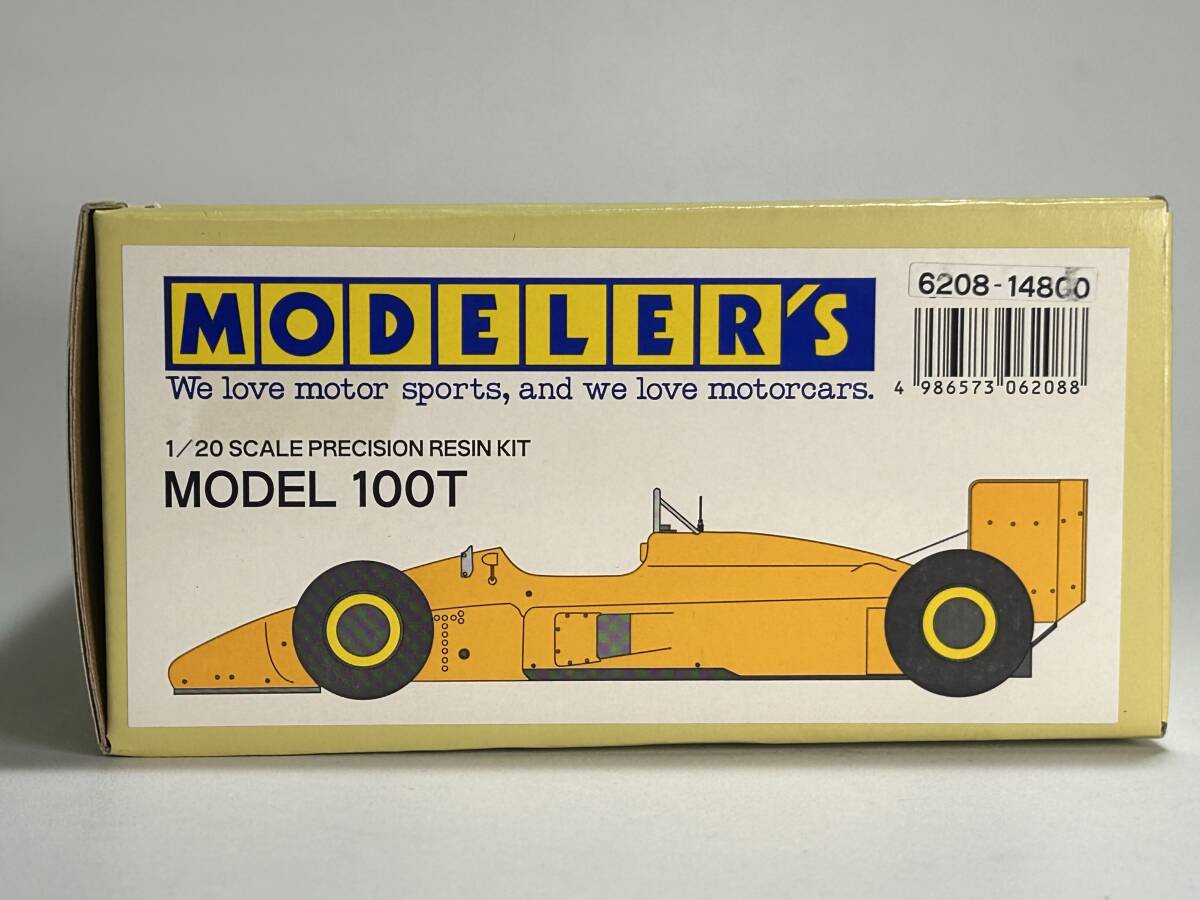 MODELER'S
6208-14800
We love motor sports, and we love motorcars.
4 986573 062088
1/20 SCALE PRECISION RESIN KIT
MODEL 100T